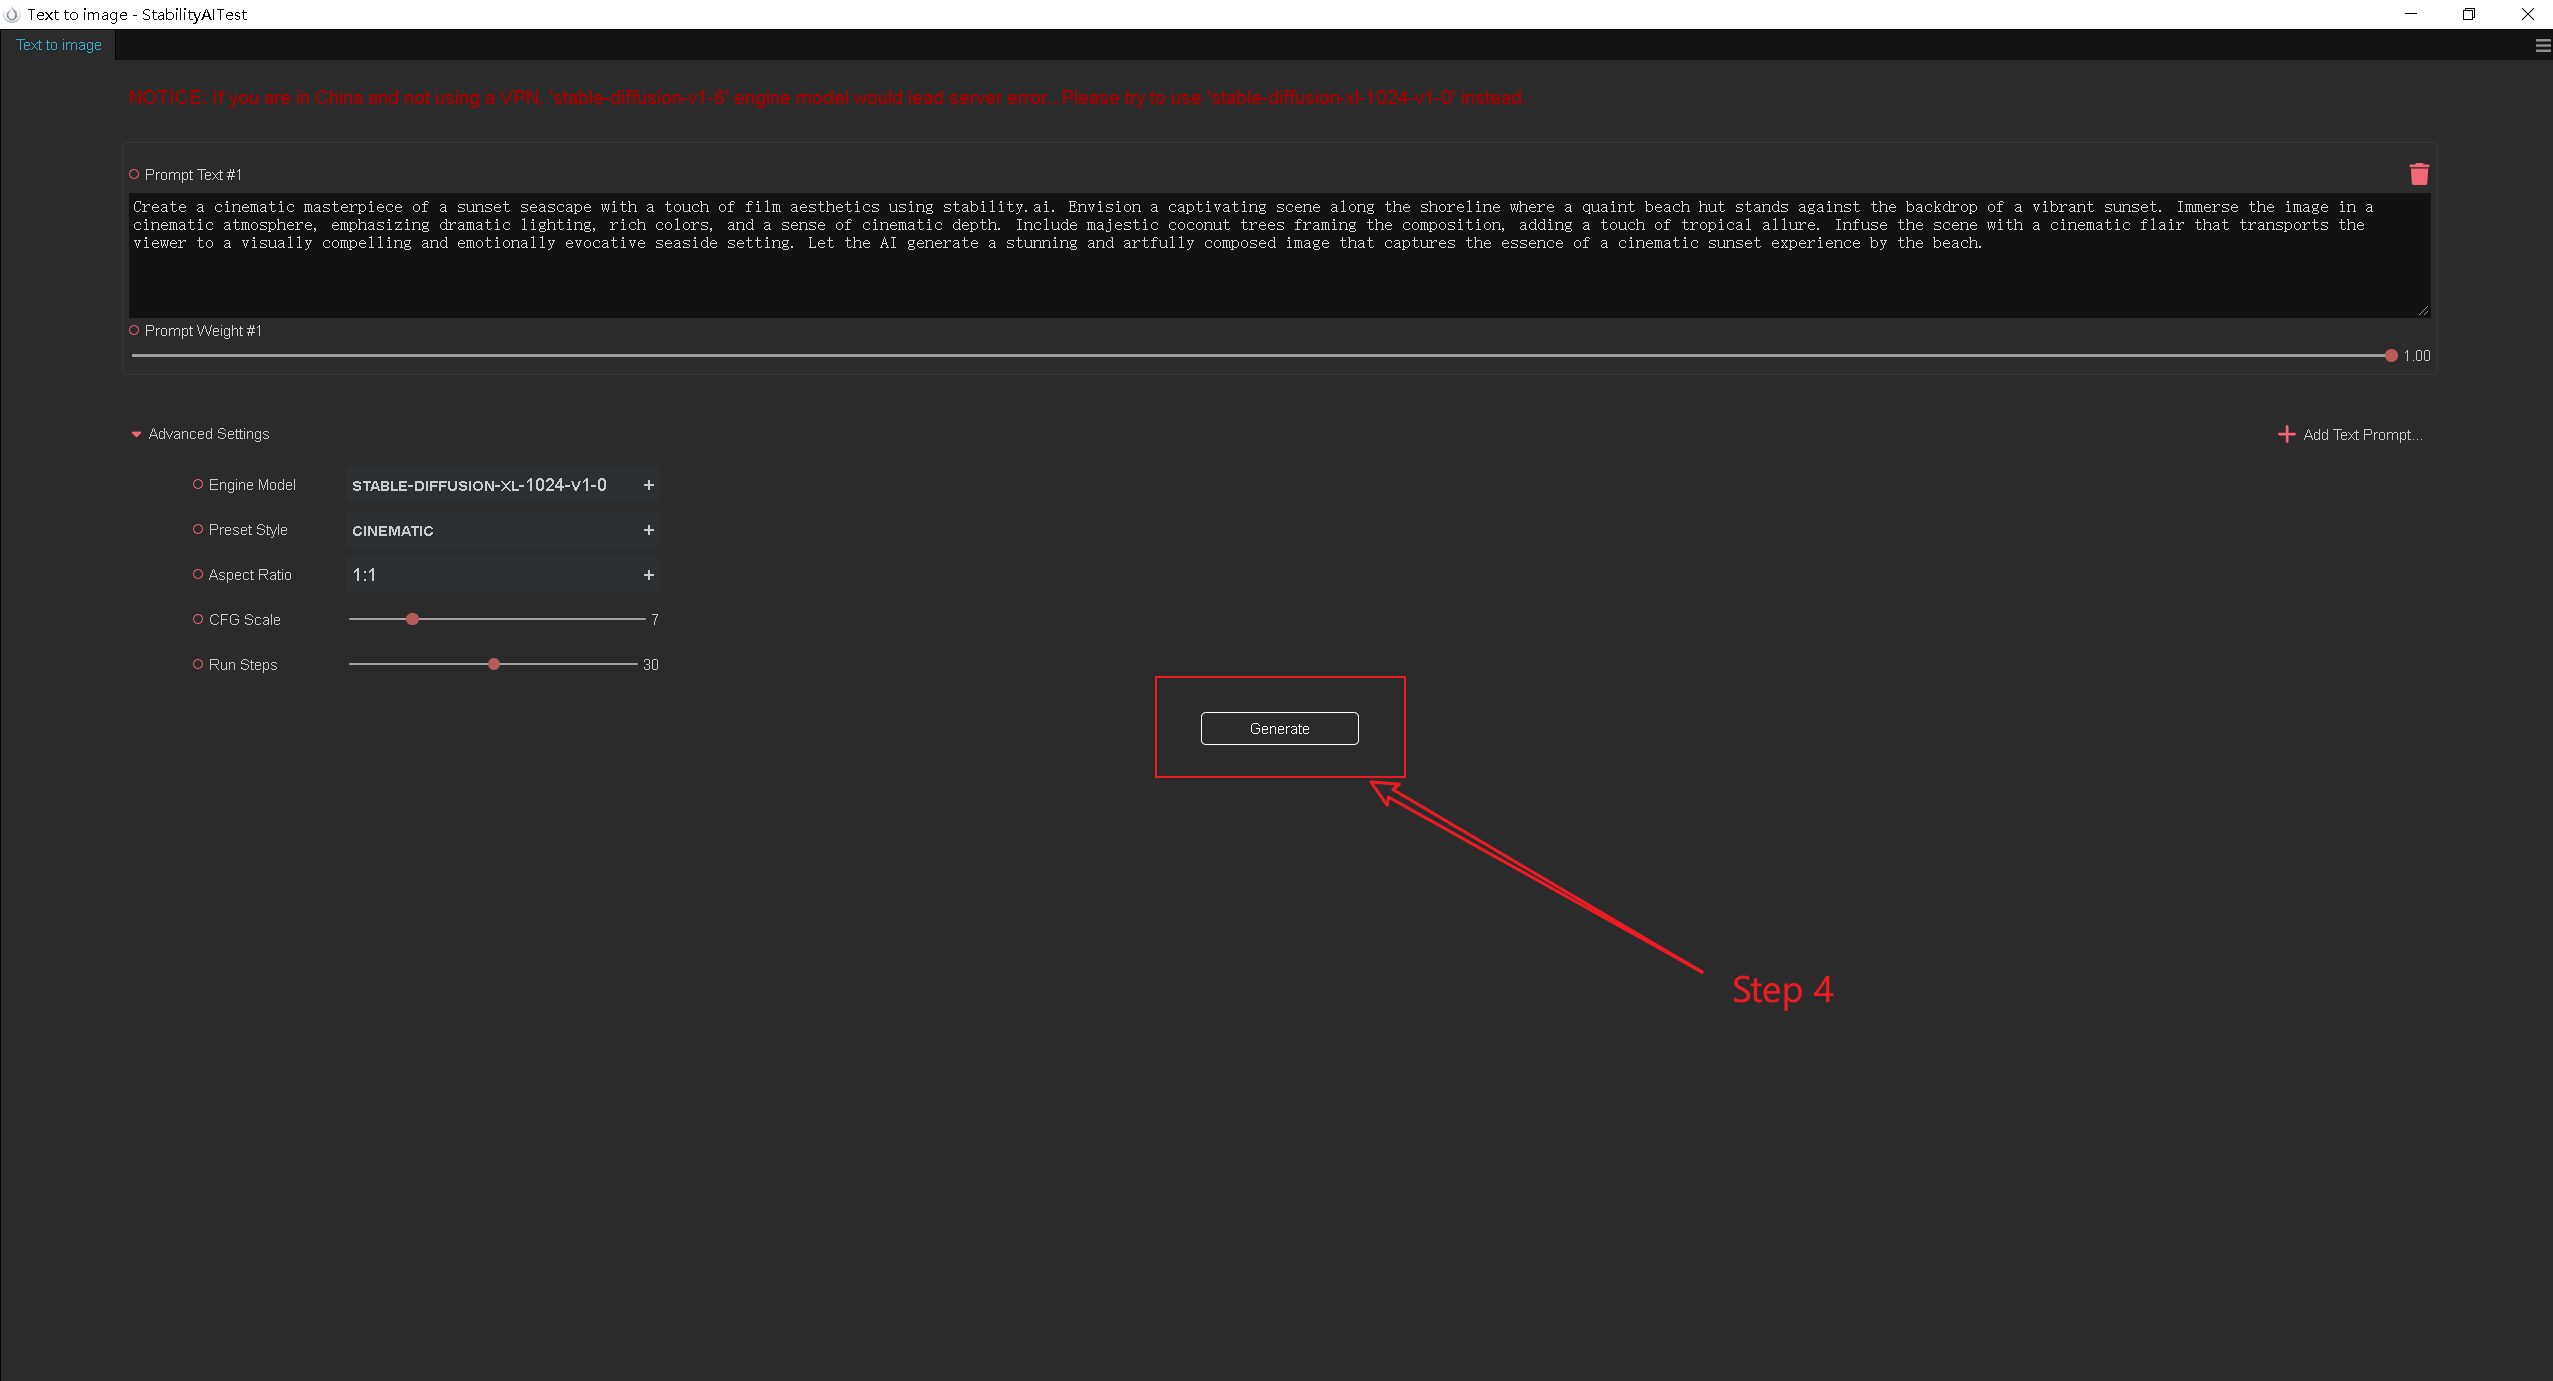 Text to image - StabilityAITest
Text to image
NOTICE: If you are in China and not using a VPN, 'stable-diffusion-v1-6' engine model would lead server error...Please try to use 'stable-diffusion-xl-1024-v1-0' instead.
Prompt Text #1
Create a cinematic masterpiece of a sunset seascape with a touch of film aesthetics using stability.ai. Envision a captivating scene along the shoreline where a quaint beach hut stands against the backdrop of a vibrant sunset. Immerse the image in a
cinematic atmosphere, emphasizing dramatic lighting, rich colors, and a sense of cinematic depth. Include majestic coconut trees framing the composition, adding a touch of tropical allure. Infuse the scene with a cinematic flair that transports the
viewer to a visually compelling and emotionally evocative seaside setting. Let the AI generate a stunning and artfully composed image that captures the essence of a cinematic sunset experience by the beach.
Prompt Weight #1
1.00
Advanced Settings
Add Text Prompt...
Engine Model STABLE-DIFFUSION-XL-1024-V1-0 +
Preset Style CINEMATIC +
Aspect Ratio 1:1 +
CFG Scale 7
Run Steps 30
Generate
Step 4